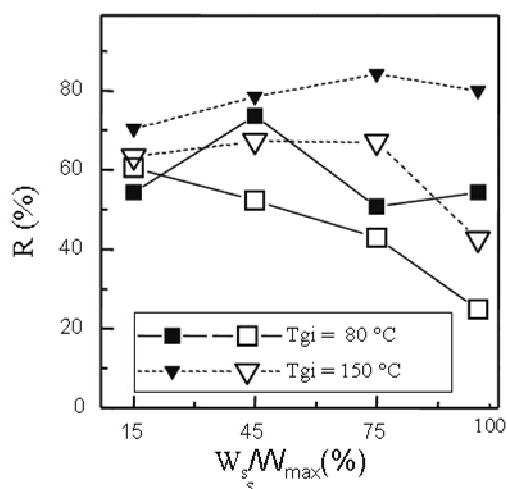 80
60
40
20
0
R (%)
Tgi = 80 °C
Tgi = 150 °C
15 45 75 100
Ws/Wmax(%)
s